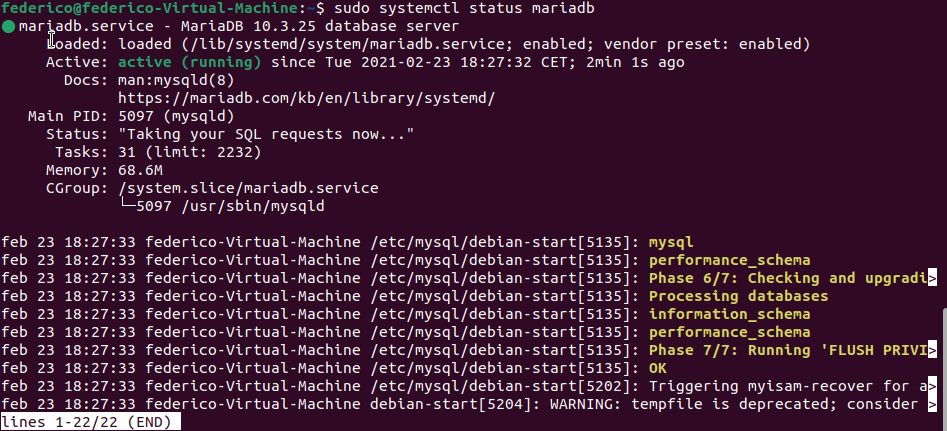 federico@federico-Virtual-Machine:~$ sudo systemctl status mariadb
● mariadb.service - MariaDB 10.3.25 database server
Loaded: loaded (/lib/systemd/system/mariadb.service; enabled; vendor preset: enabled)
Active: active (running) since Tue 2021-02-23 18:27:32 CET; 2min 1s ago
Docs: man:mysqld(8)
https://mariadb.com/kb/en/library/systemd/
Main PID: 5097 (mysqld)
Status: "Taking your SQL requests now..."
Tasks: 31 (limit: 2232)
Memory: 68.6M
CGroup: /system.slice/mariadb.service
└─5097 /usr/sbin/mysqld
feb 23 18:27:33 federico-Virtual-Machine /etc/mysql/debian-start[5135]: mysql
feb 23 18:27:33 federico-Virtual-Machine /etc/mysql/debian-start[5135]: performance_schema
feb 23 18:27:33 federico-Virtual-Machine /etc/mysql/debian-start[5135]: Phase 6/7: Checking and upgradi>
feb 23 18:27:33 federico-Virtual-Machine /etc/mysql/debian-start[5135]: Processing databases
feb 23 18:27:33 federico-Virtual-Machine /etc/mysql/debian-start[5135]: information_schema
feb 23 18:27:33 federico-Virtual-Machine /etc/mysql/debian-start[5135]: performance_schema
feb 23 18:27:33 federico-Virtual-Machine /etc/mysql/debian-start[5135]: Phase 7/7: Running 'FLUSH PRIVI>
feb 23 18:27:33 federico-Virtual-Machine /etc/mysql/debian-start[5135]: OK
feb 23 18:27:33 federico-Virtual-Machine /etc/mysql/debian-start[5202]: Triggering myisam-recover for a>
feb 23 18:27:33 federico-Virtual-Machine debian-start[5204]: WARNING: tempfile is deprecated; consider >
lines 1-22/22 (END)